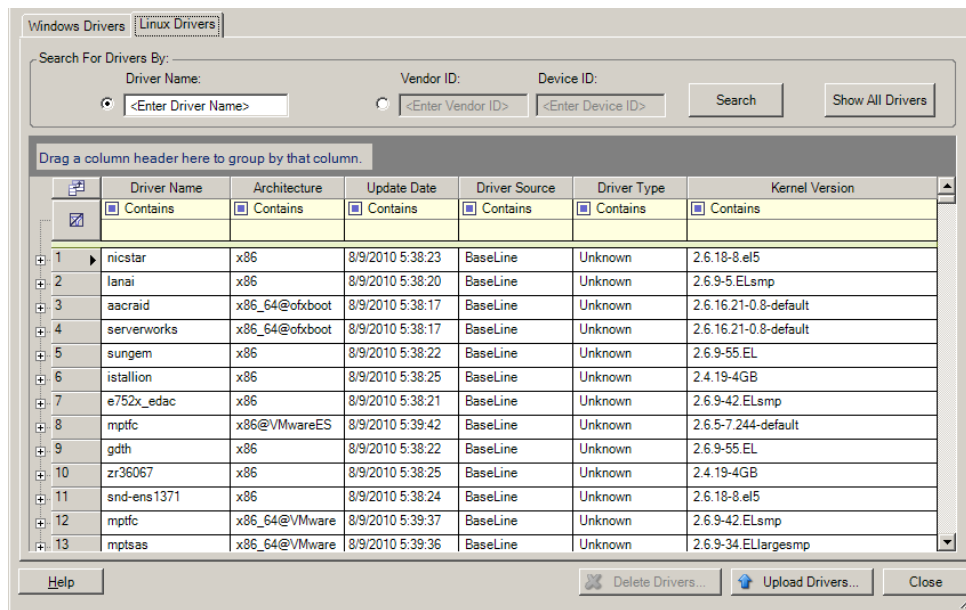 Windows Drivers Linux Drivers
Search For Drivers By:
Driver Name: Vendor ID: Device ID:
<Enter Driver Name> <Enter Vendor ID> <Enter Device ID> Search Show All Drivers
Drag a column header here to group by that column.
Driver Name Architecture Update Date Driver Source Driver Type Kernel Version
Contains Contains Contains Contains Contains Contains
1 nicstar x86 8/9/2010 5:38:23 BaseLine Unknown 2.6.18-8.el5
2 lanai x86 8/9/2010 5:38:20 BaseLine Unknown 2.6.9-5.ELsmp
3 aacraid x86_64@ofxboot 8/9/2010 5:38:17 BaseLine Unknown 2.6.16.21-0.8-default
4 serverworks x86_64@ofxboot 8/9/2010 5:38:17 BaseLine Unknown 2.6.16.21-0.8-default
5 sungem x86 8/9/2010 5:38:22 BaseLine Unknown 2.6.9-55.EL
6 istallion x86 8/9/2010 5:38:25 BaseLine Unknown 2.4.19-4GB
7 e752x_edac x86 8/9/2010 5:38:21 BaseLine Unknown 2.6.9-42.ELsmp
8 mptfc x86@VMwareES 8/9/2010 5:39:42 BaseLine Unknown 2.6.5-7.244-default
9 gdth x86 8/9/2010 5:38:22 BaseLine Unknown 2.6.9-55.EL
10 zr36067 x86 8/9/2010 5:38:25 BaseLine Unknown 2.4.19-4GB
11 snd-ens1371 x86 8/9/2010 5:38:24 BaseLine Unknown 2.6.18-8.el5
12 mptfc x86_64@VMware 8/9/2010 5:39:37 BaseLine Unknown 2.6.9-42.ELsmp
13 mptsas x86_64@VMware 8/9/2010 5:39:36 BaseLine Unknown 2.6.9-34.ELlargesmp
Help Delete Drivers... Upload Drivers... Close